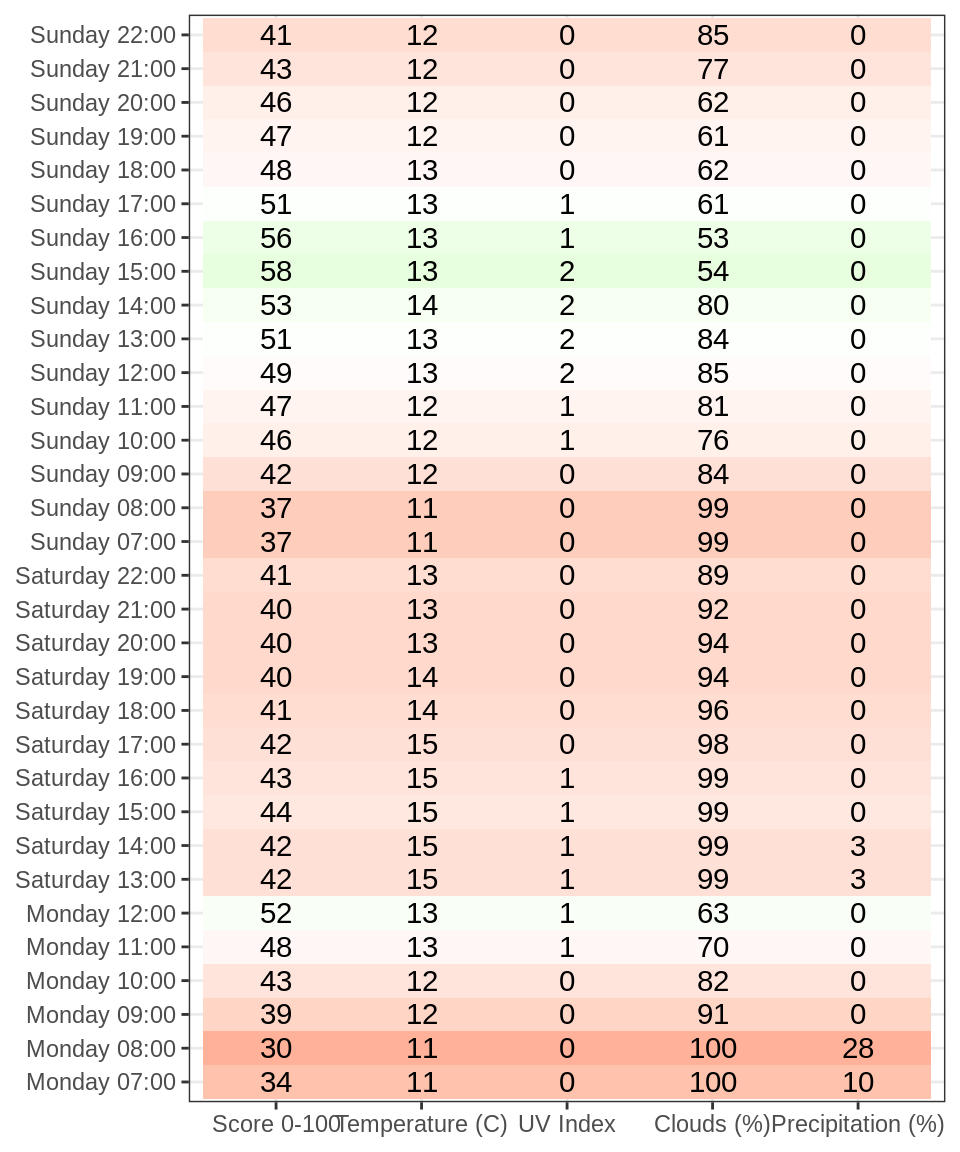 Sunday 22:00 41 12 0 85 0
Sunday 21:00 43 12 0 77 0
Sunday 20:00 46 12 0 62 0
Sunday 19:00 47 12 0 61 0
Sunday 18:00 48 13 0 62 0
Sunday 17:00 51 13 1 61 0
Sunday 16:00 56 13 1 53 0
Sunday 15:00 58 13 2 54 0
Sunday 14:00 53 14 2 80 0
Sunday 13:00 51 13 2 84 0
Sunday 12:00 49 13 2 85 0
Sunday 11:00 47 12 1 81 0
Sunday 10:00 46 12 1 76 0
Sunday 09:00 42 12 0 84 0
Sunday 08:00 37 11 0 99 0
Sunday 07:00 37 11 0 99 0
Saturday 22:00 41 13 0 89 0
Saturday 21:00 40 13 0 92 0
Saturday 20:00 40 13 0 94 0
Saturday 19:00 40 14 0 94 0
Saturday 18:00 41 14 0 96 0
Saturday 17:00 42 15 0 98 0
Saturday 16:00 43 15 1 99 0
Saturday 15:00 44 15 1 99 0
Saturday 14:00 42 15 1 99 3
Saturday 13:00 42 15 1 99 3
Monday 12:00 52 13 1 63 0
Monday 11:00 48 13 1 70 0
Monday 10:00 43 12 0 82 0
Monday 09:00 39 12 0 91 0
Monday 08:00 30 11 0 100 28
Monday 07:00 34 11 0 100 10
Score 0-100 Temperature (C) UV Index Clouds (%) Precipitation (%)